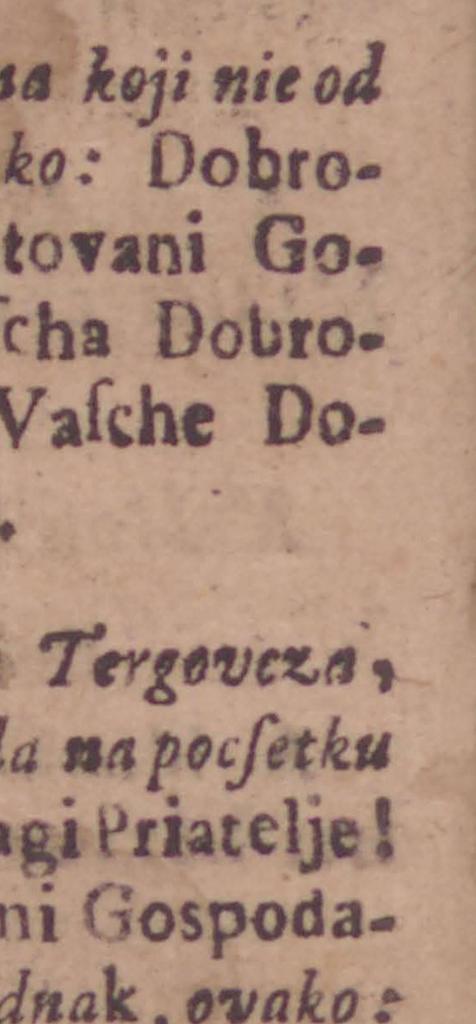 na koji nie od
ko: Dobro-
tovani Go-
ſcha Dobro-
Vaſche Do-
.
Tergovcza,
la na pocſetku
agi Priatelje!
ni Gospoda-
dnak, ovako: